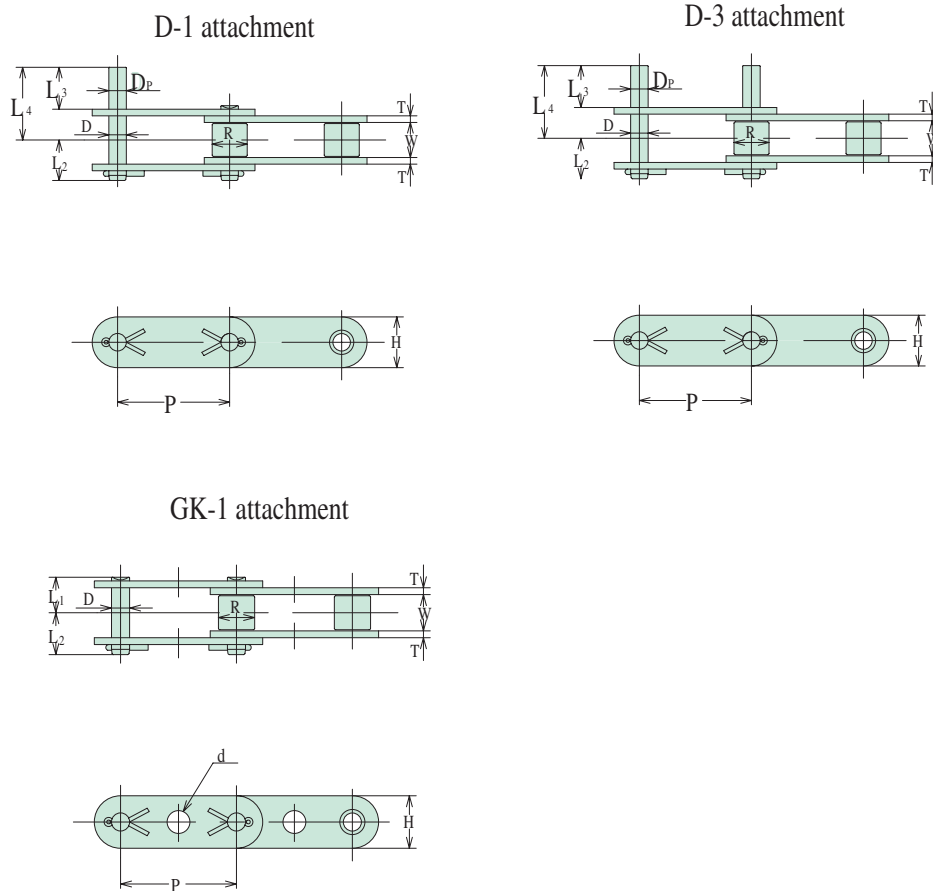 D-1 attachment
L4
L3
DP
D
R
L2
T
W
T
H
P
D-3 attachment
L4
L3
DP
D
R
L2
T
T
H
P
GK-1 attachment
L1
D
R
L2
T
W
T
d
H
P